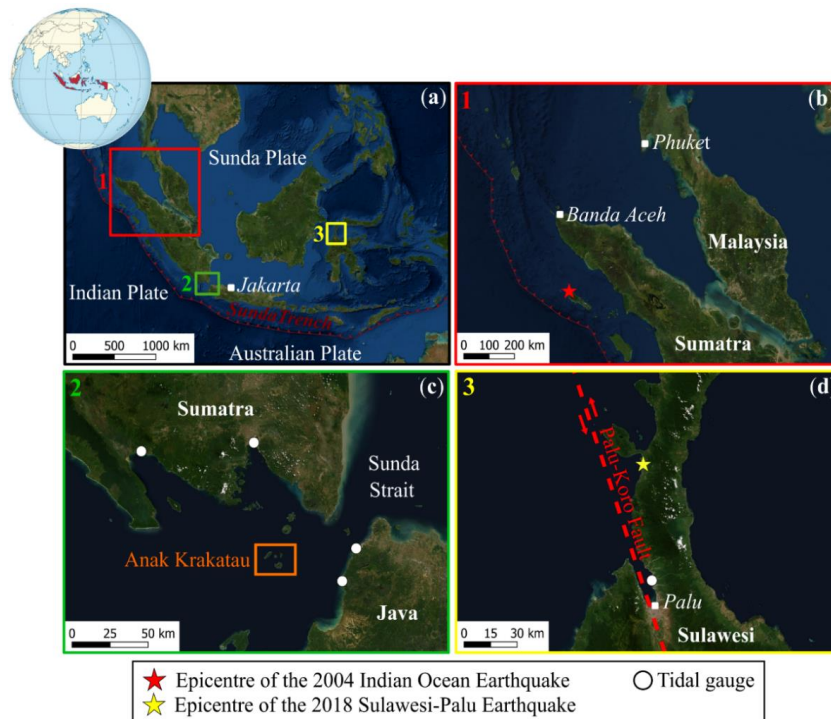 (a)
Sunda Plate
1
3
2
Jakarta
Indian Plate
SundaTrench
Australian Plate
0 500 1000 km
1
(b)
Phuket
Banda Aceh
Malaysia
Sumatra
0 100 200 km
2
(c)
Sumatra
Sunda
Strait
Anak Krakatau
Java
0 25 50 km
3
(d)
Palu-Koro Fault
Palu
Sulawesi
0 15 30 km
Epicentre of the 2004 Indian Ocean Earthquake
Tidal gauge
Epicentre of the 2018 Sulawesi-Palu Earthquake